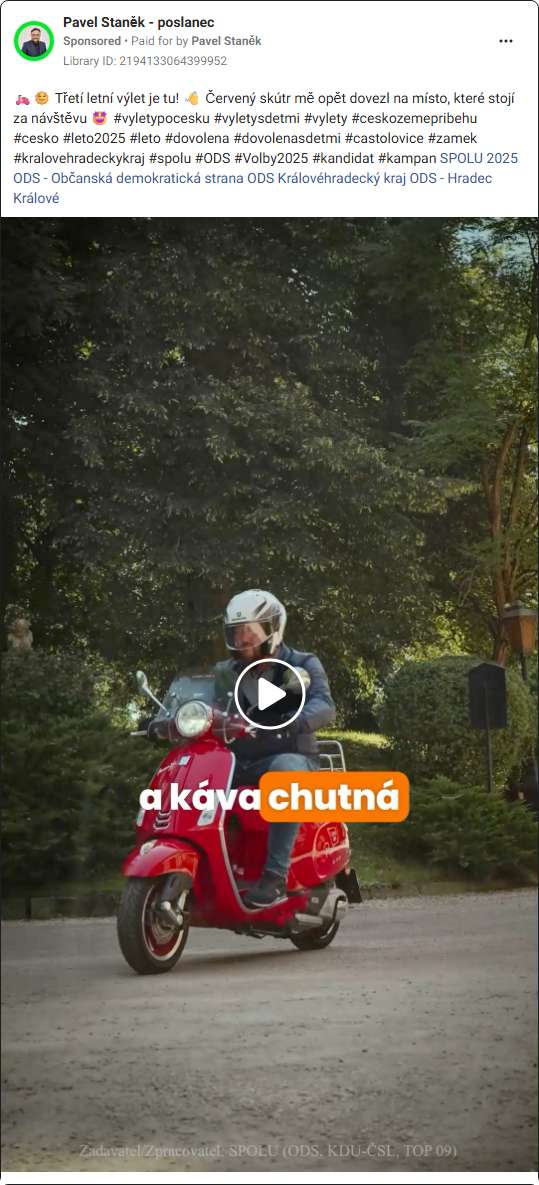 Pavel Staněk - poslanec
Sponsored • Paid for by Pavel Staněk
Library ID: 2194133064399952
🛵 😊 Třetí letní výlet je tu! 👏 Červený skútr mě opět dovezl na místo, které stojí
za návštěvu 🤩 #vyletypocesku #vyletysdetmi #vylety #ceskozemepribehu
#cesko #leto2025 #leto #dovolena #dovolenasdetmi #castolovice #zamek
#kralovehradeckykraj #spolu #ODS #Volby2025 #kandidat #kampan SPOLU 2025
ODS - Občanská demokratická strana ODS Královéhradecký kraj ODS - Hradec
Králové
a káva chutná
Zadavatel/Zpracovatel: SPOLU (ODS, KDU-ČSL, TOP 09)